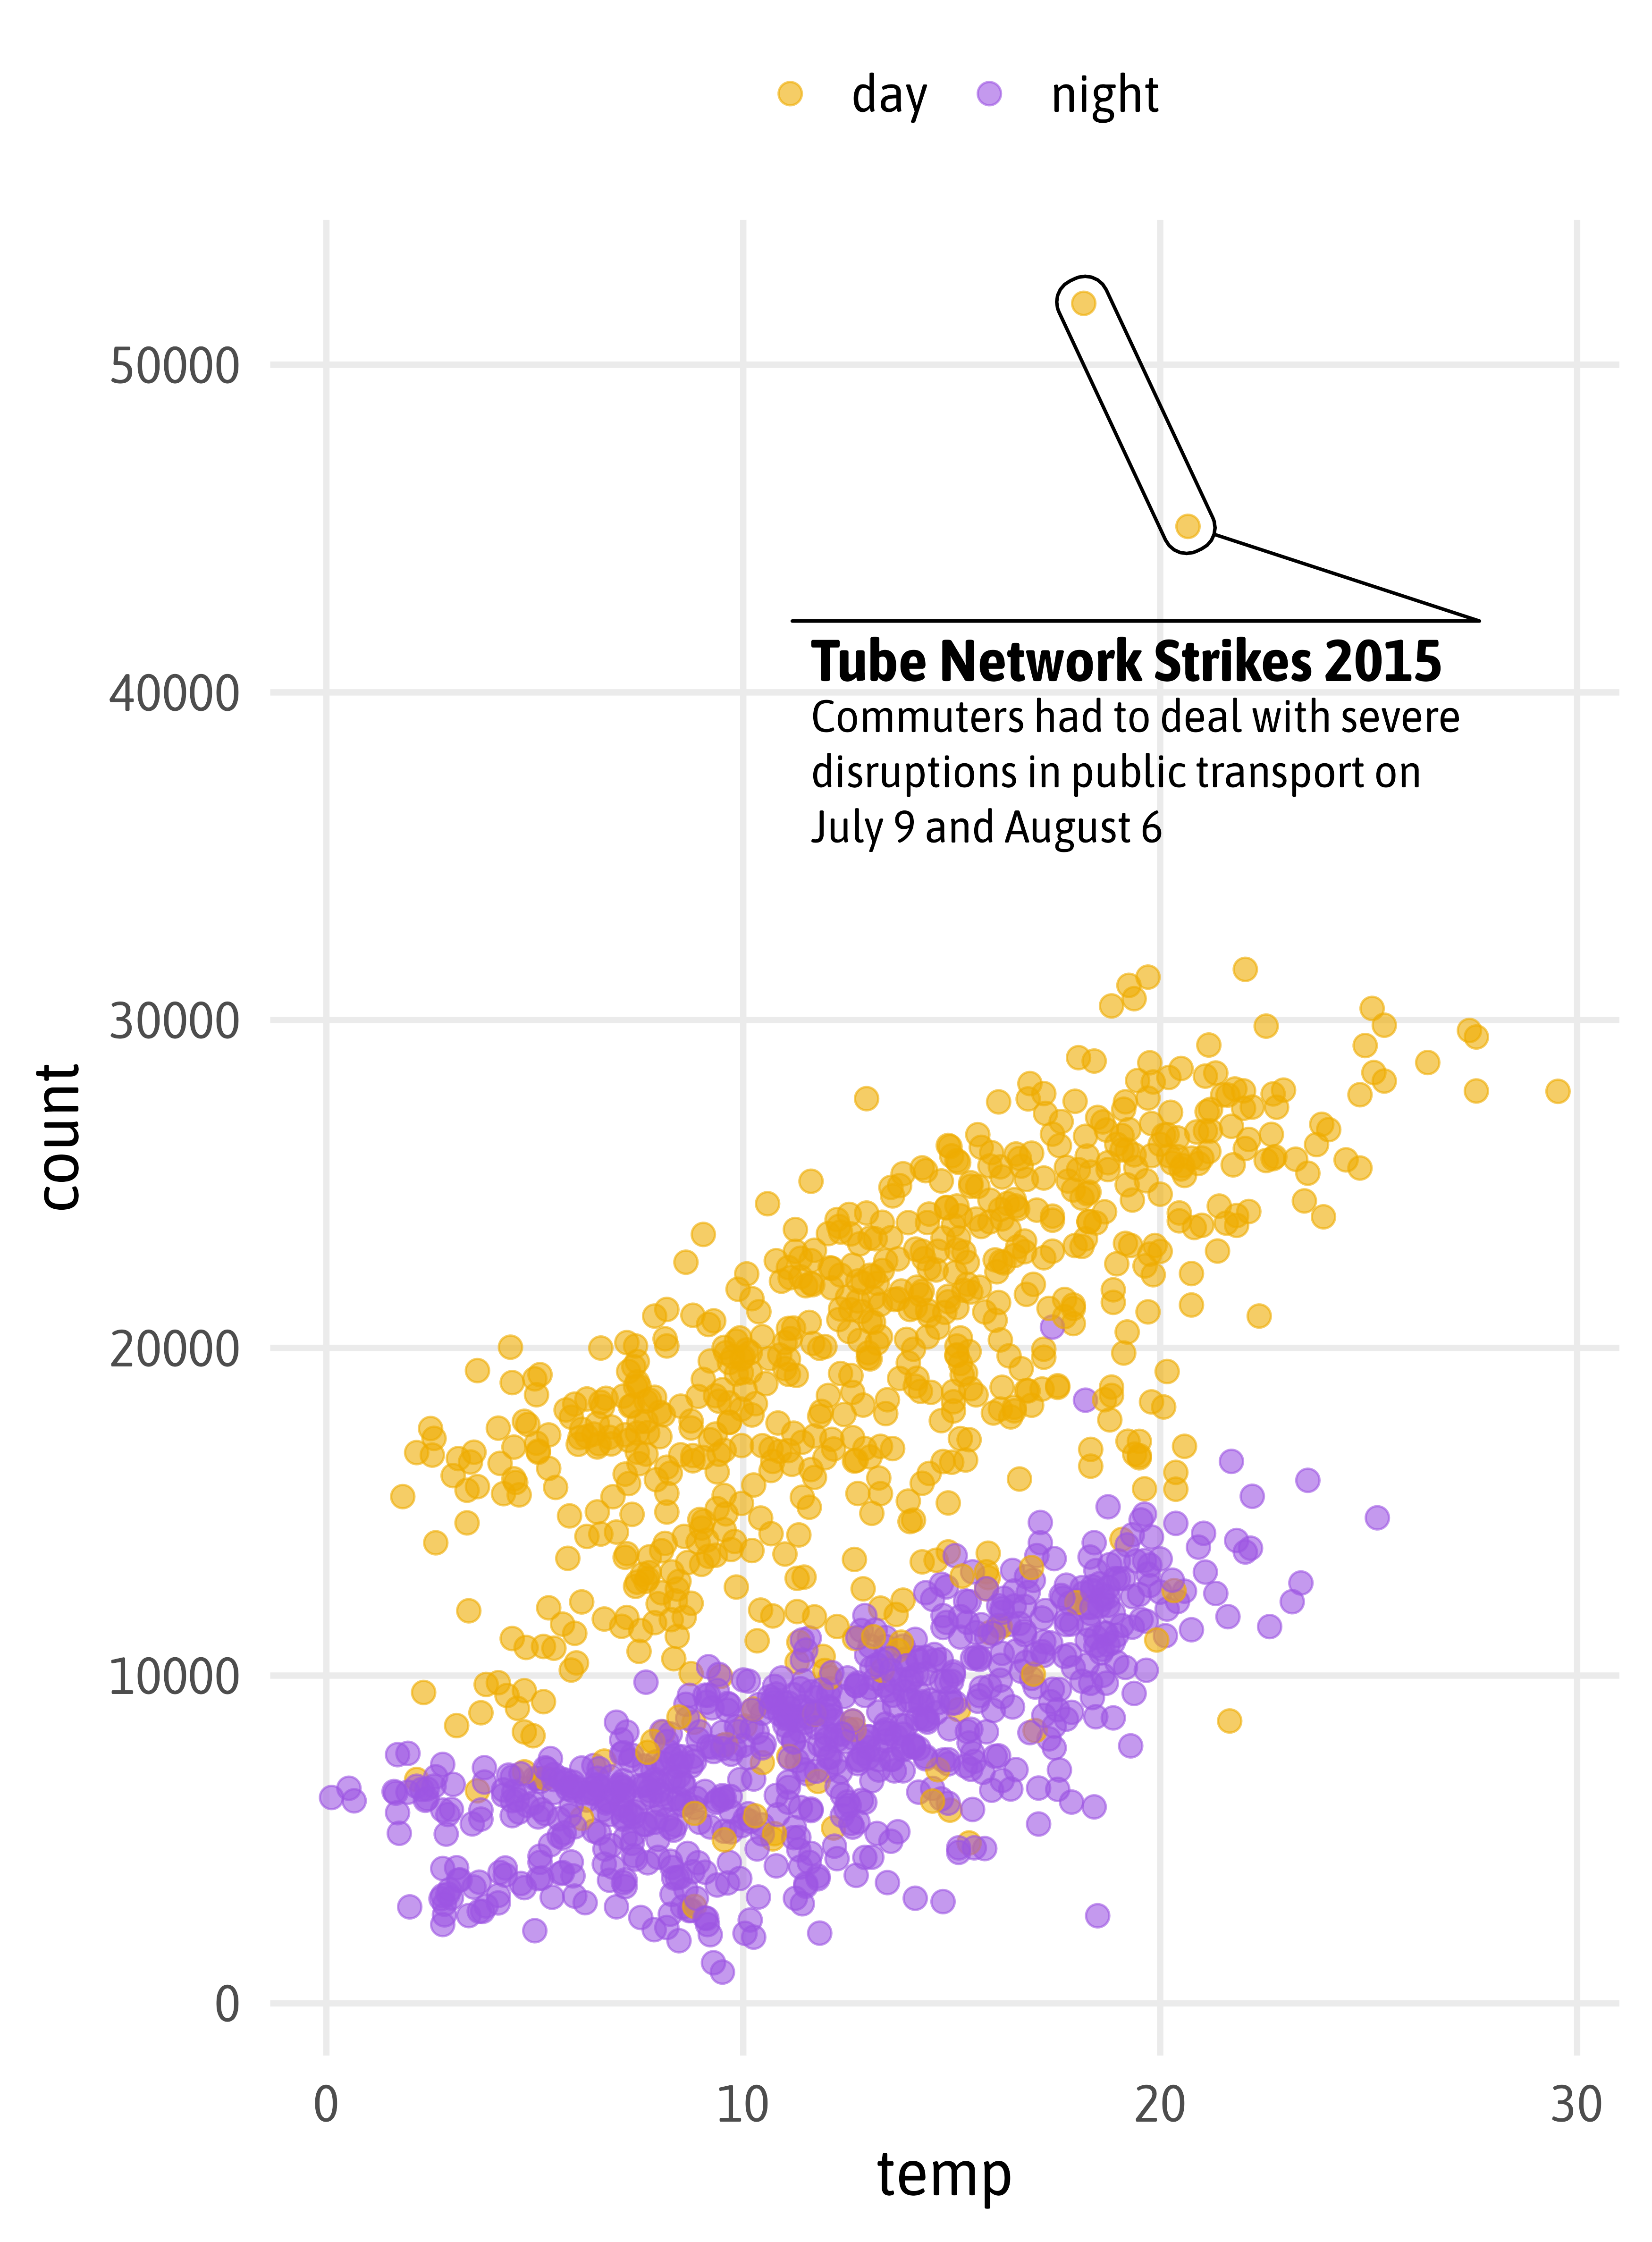 day night
50000
40000
30000
20000
10000
0
count
Tube Network Strikes 2015
Commuters had to deal with severe
disruptions in public transport on
July 9 and August 6
0 10 20 30
temp